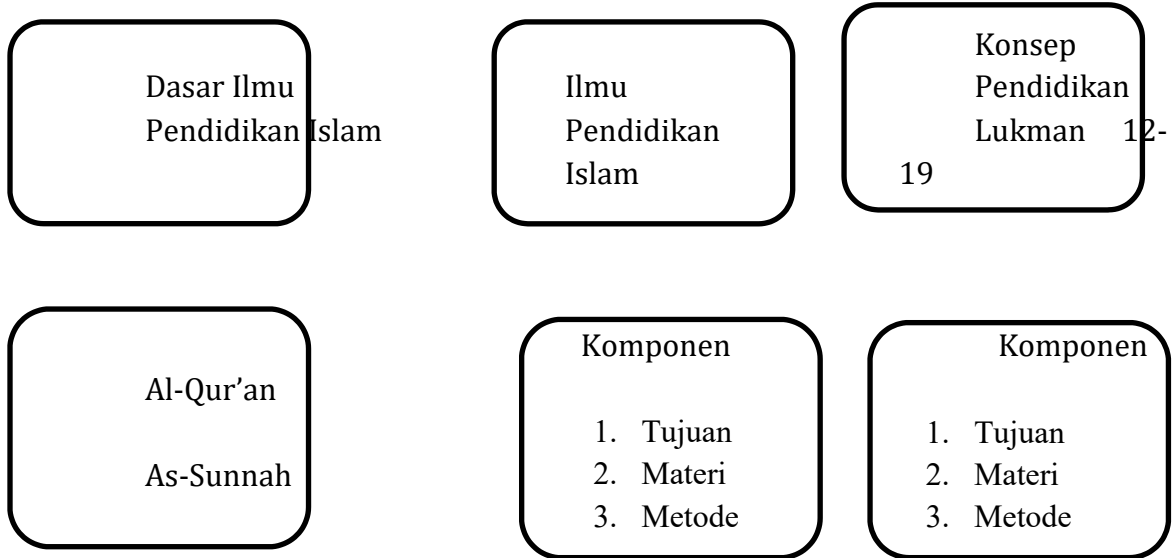 Dasar Ilmu
Pendidikan Islam
Ilmu
Pendidikan
Islam
Konsep
Pendidikan
Lukman 12-
19
Al-Qur’an
As-Sunnah
Komponen
1. Tujuan
2. Materi
3. Metode
Komponen
1. Tujuan
2. Materi
3. Metode